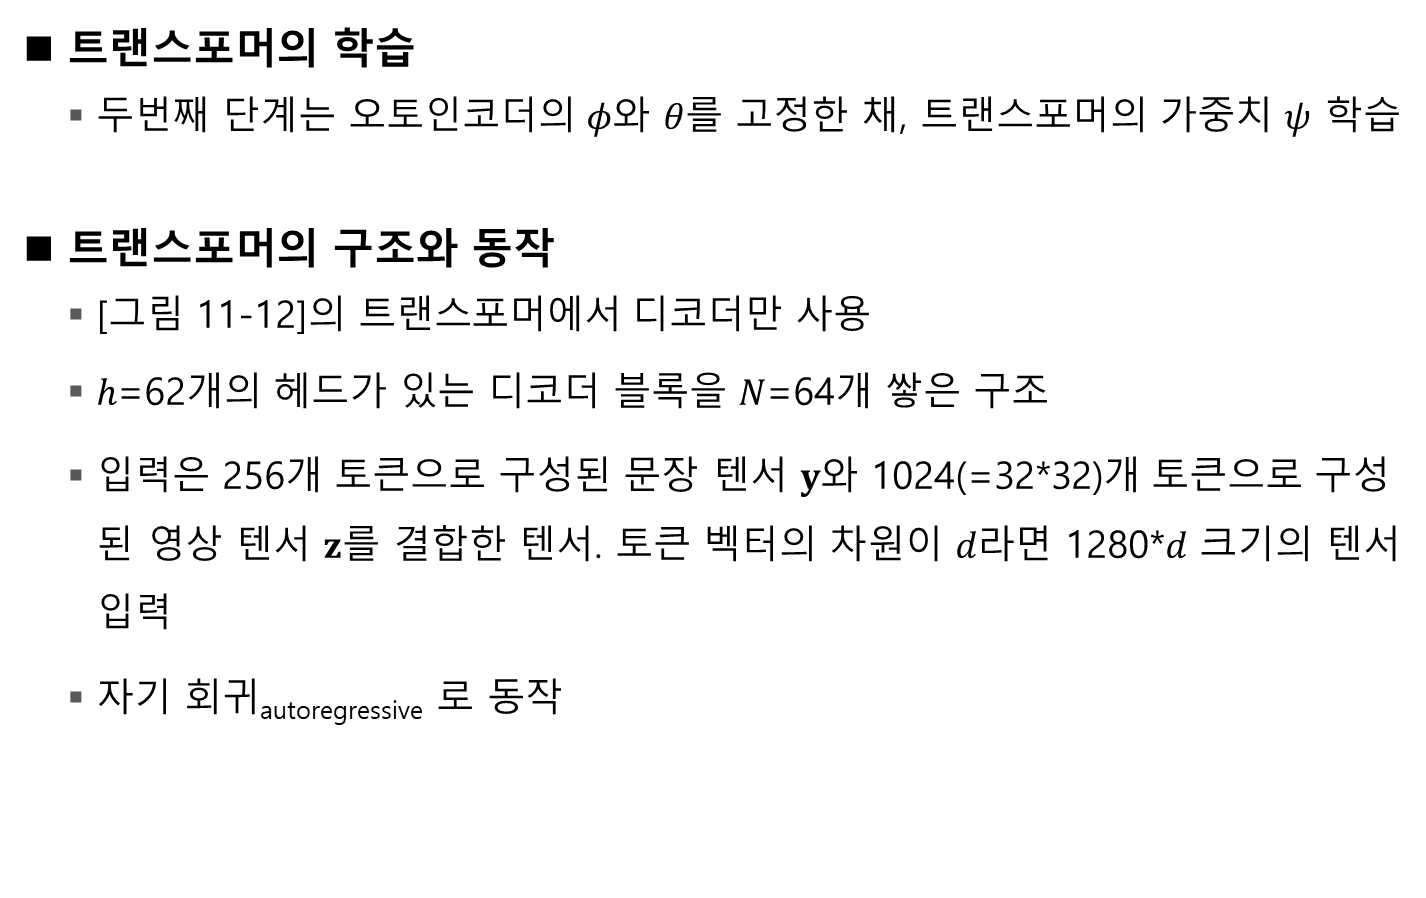 ■ 트랜스포머의 학습
▪ 두번째 단계는 오토인코더의 𝜙와 𝜃를 고정한 채, 트랜스포머의 가중치 𝜓 학습
■ 트랜스포머의 구조와 동작
▪ [그림 11-12]의 트랜스포머에서 디코더만 사용
▪ ℎ=62개의 헤드가 있는 디코더 블록을 𝑁=64개 쌓은 구조
▪ 입력은 256개 토큰으로 구성된 문장 텐서 𝐲와 1024(=32*32)개 토큰으로 구성
된 영상 텐서 𝐳를 결합한 텐서. 토큰 벡터의 차원이 𝑑라면 1280*𝑑 크기의 텐서
입력
▪ 자기 회귀autoregressive 로 동작